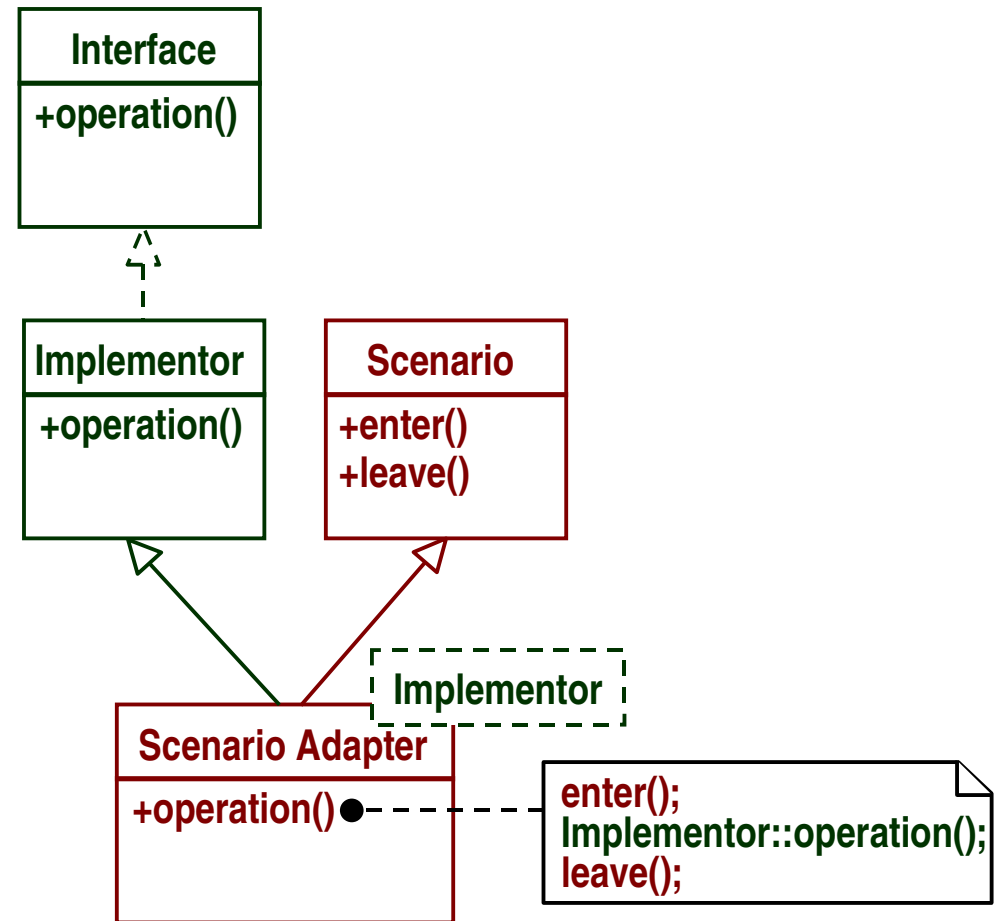 Interface
+operation()
Implementor
+operation()
Scenario
+enter()
+leave()
Implementor
Scenario Adapter
+operation()
enter();
Implementor::operation();
leave();